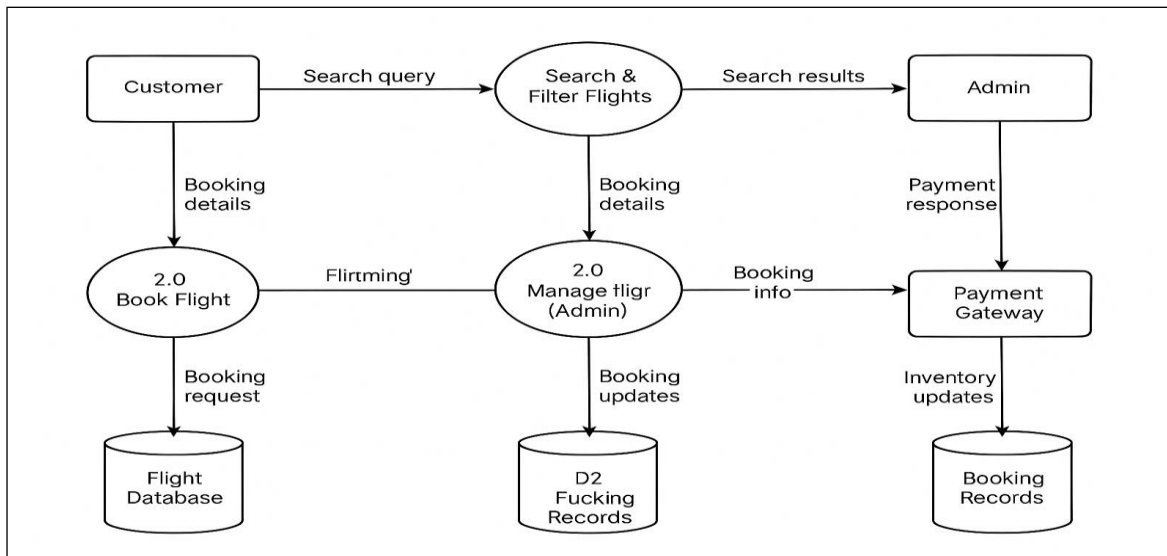 Customer
Search query
Search &
Filter Flights
Search results
Admin
Booking
details
Booking
details
Payment
response
2.0
Book Flight
Flirtming'
2.0
Manage fligr
(Admin)
Booking
info
Payment
Gateway
Booking
request
Booking
updates
Inventory
updates
Flight
Database
D2
Fucking
Records
Booking
Records